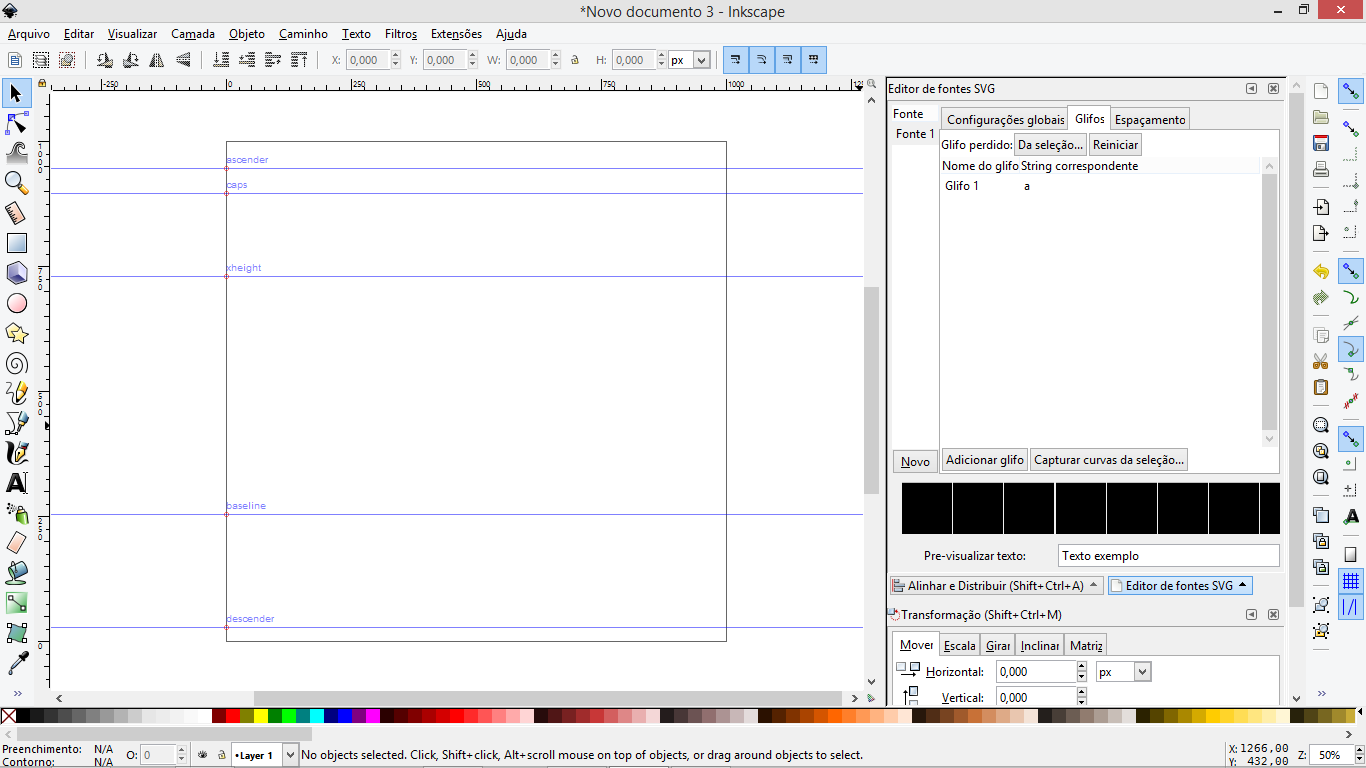 *Novo documento 3 - Inkscape
Arquivo Editar Visualizar Camada Objeto Caminho Texto Filtros Extensões Ajuda
X: 0,000 Y: 0,000 W: 0,000 H: 0,000 px
-250 0 250 500 750 1000
Editor de fontes SVG
Fonte
Fonte 1
Configurações globais Glifos Espaçamento
Glifo perdido: Da seleção... Reiniciar
Nome do glifo String correspondente
Glifo 1 a
ascender
caps
xheight
baseline
descender
1000
750
500
250
0
Novo Adicionar glifo Capturar curvas da seleção...
Pre-visualizar texto: Texto exemplo
Alinhar e Distribuir (Shift+Ctrl+A) Editor de fontes SVG
Transformação (Shift+Ctrl+M)
Mover Escala Girar Inclinar Matriz
Horizontal: 0,000 px
Vertical: 0,000
Preenchimento: N/A
Contorno: N/A
O: 0
•Layer 1
No objects selected. Click, Shift+click, Alt+scroll mouse on top of objects, or drag around objects to select.
X: 1266,00
Y: 432,00
Z: 50%